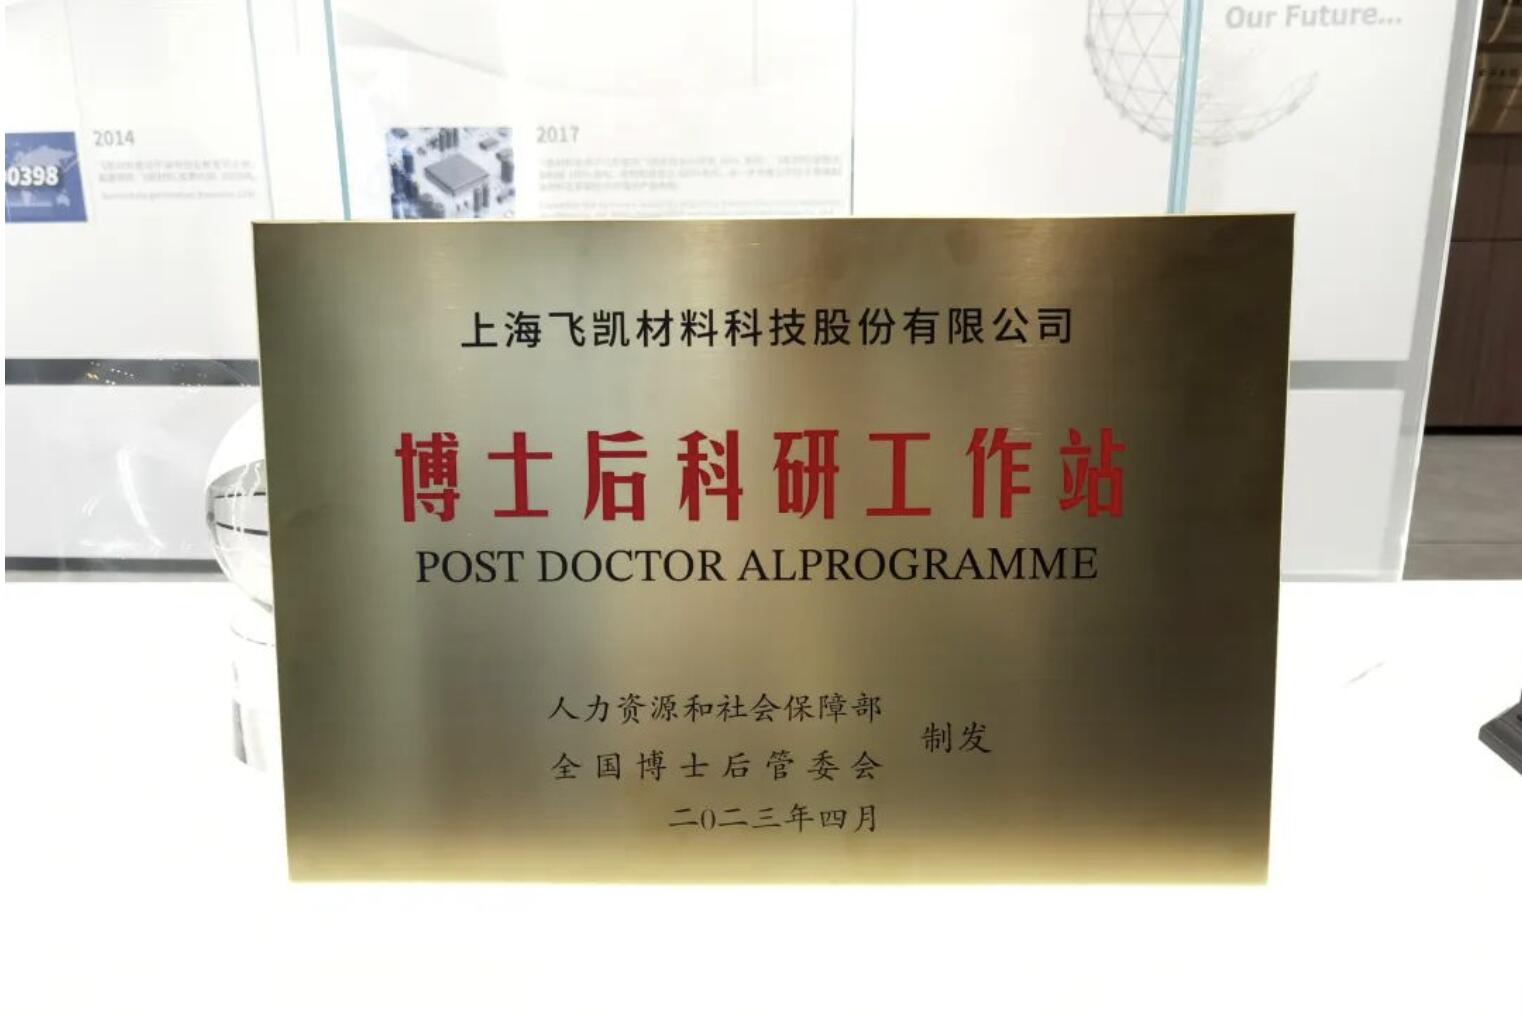 Our Future...
2014
00398
2017
上海飞凯材料科技股份有限公司
博士后科研工作站
POST DOCTOR ALPROGRAMME
人力资源和社会保障部
全国博士后管委会
制发
二〇二三年四月